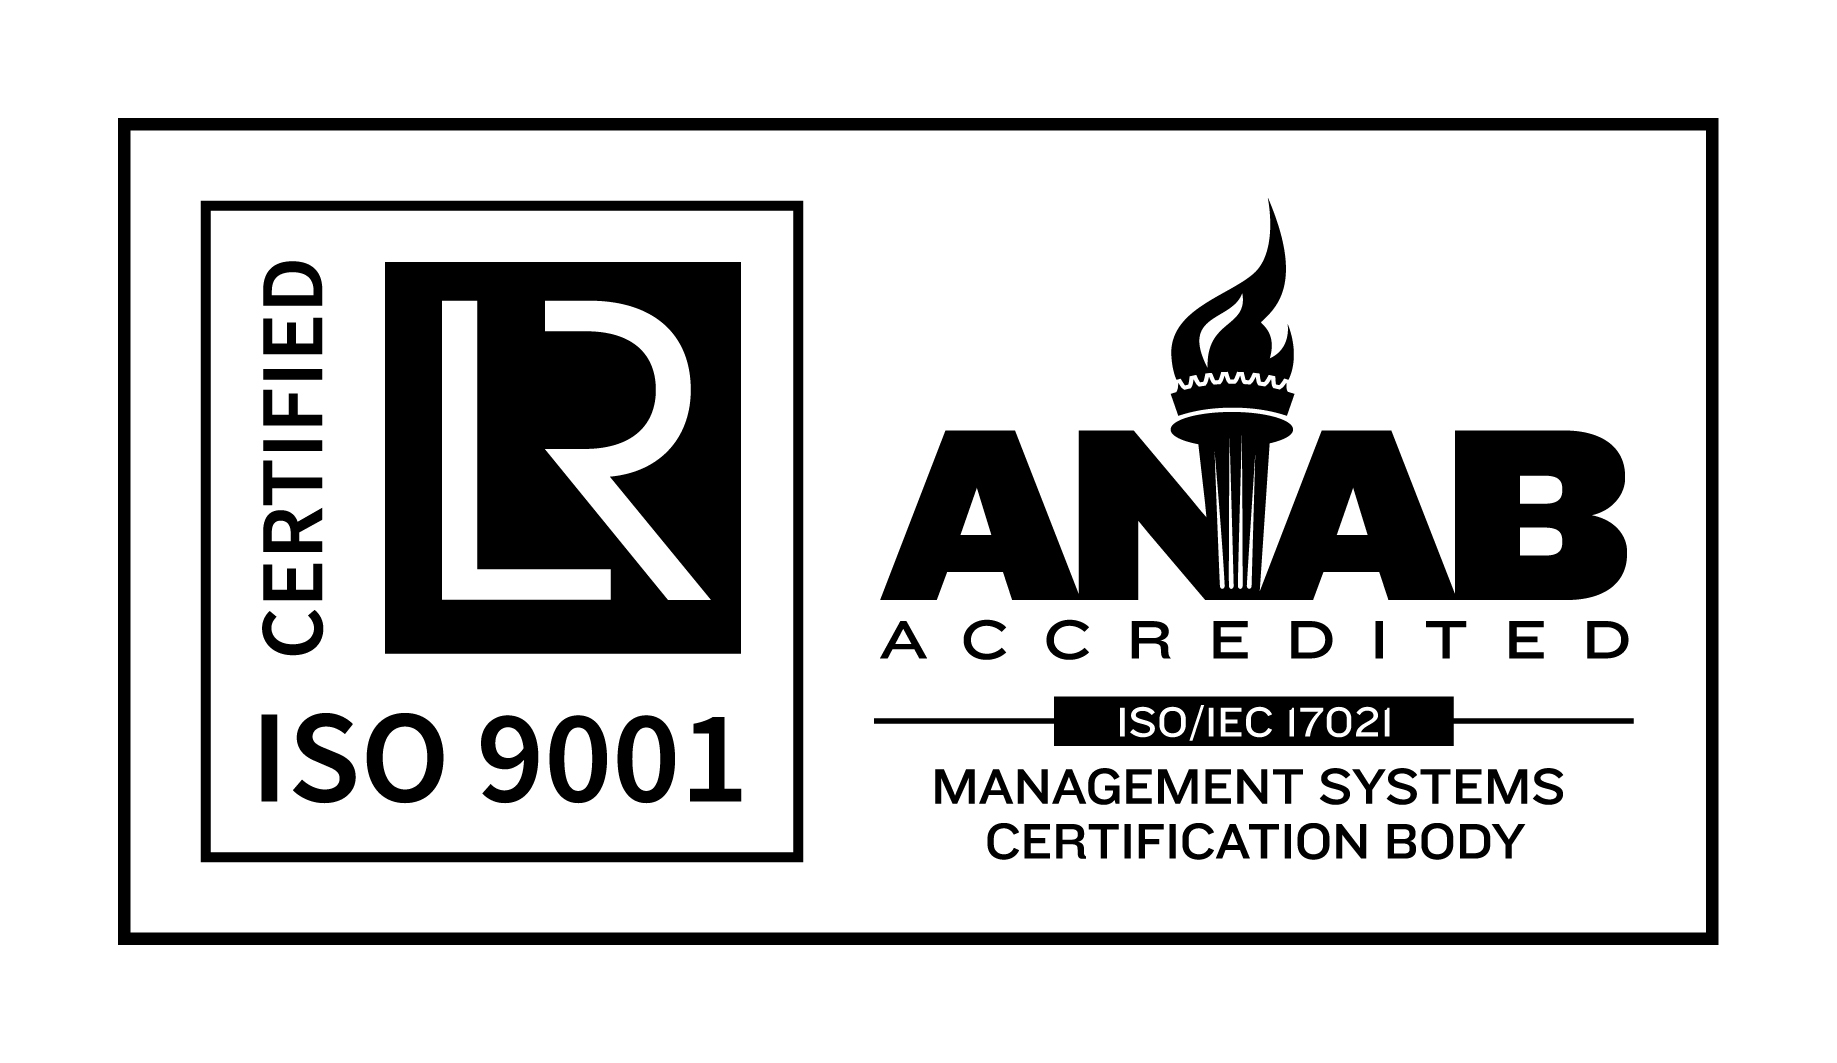 CERTIFIED
LR
ISO 9001
ANAB
ACCREDITED
ISO/IEC 17021
MANAGEMENT SYSTEMS
CERTIFICATION BODY